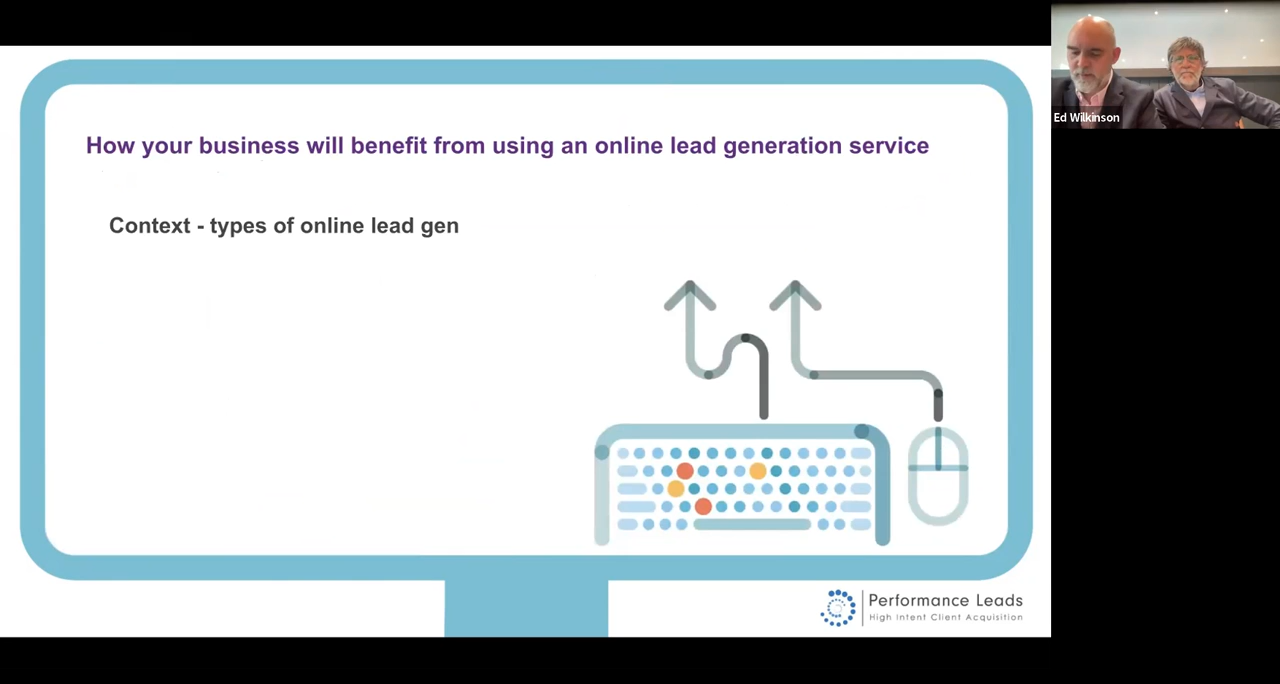 How your business will benefit from using an online lead generation service
Context - types of online lead gen
Performance Leads
High Intent Client Acquisition
Ed Wilkinson